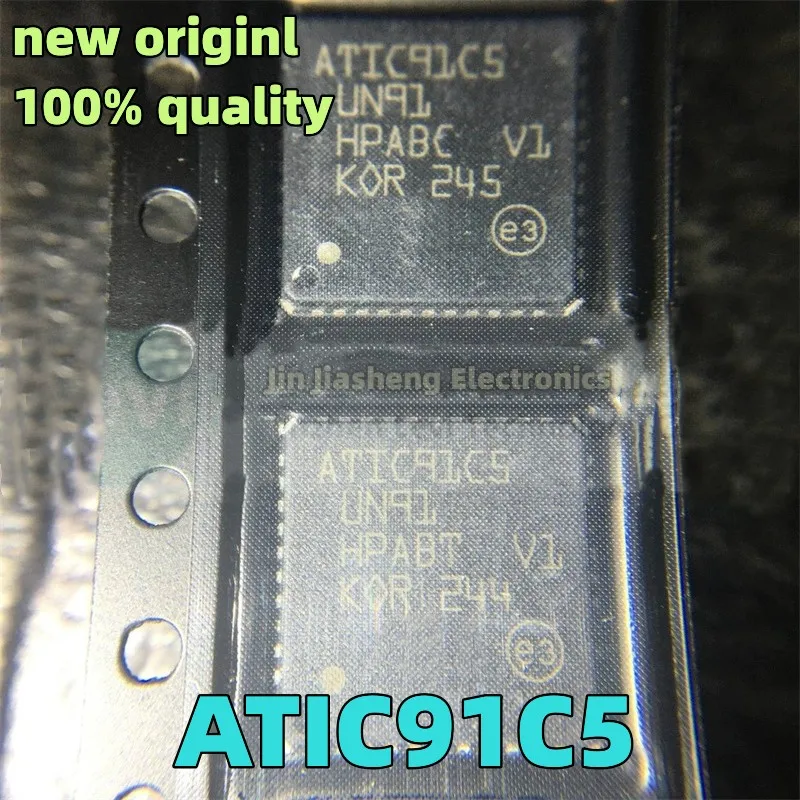 new originl
100% quality
ATIC91C5
UN91
HPABC V1
KOR 245
e3
Jin Jiasheng Electronics
ATIC91C5
UN91
HPABT V1
KOR 244
e3
ATIC91C5